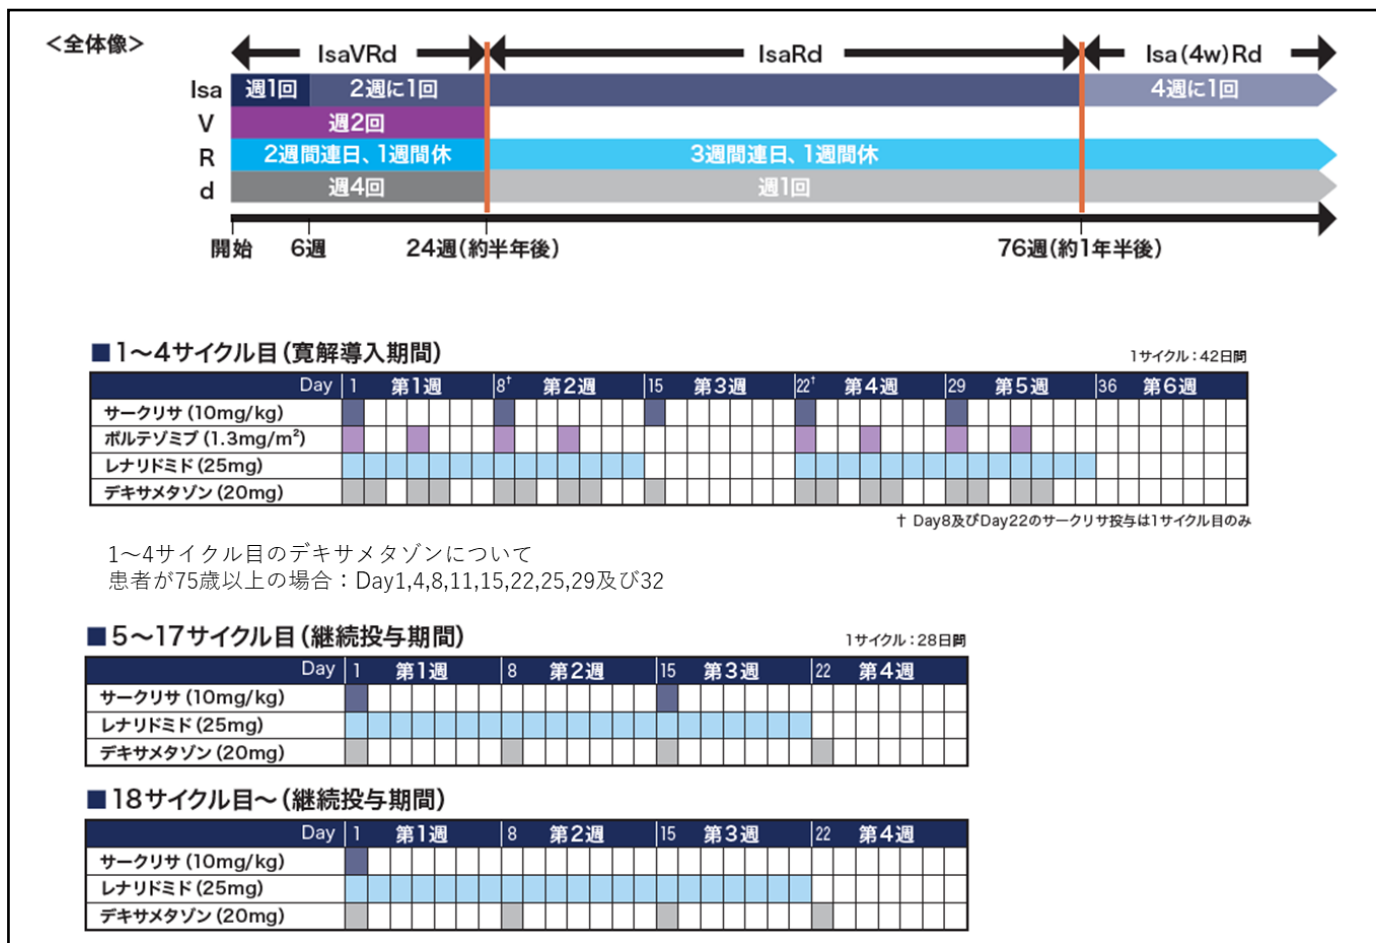 <全体像>
IsaVRd IsaRd Isa(4w)Rd
Isa 週1回 2週に1回 4週に1回
V 週2回
R 2週間連日、1週間休 3週間連日、1週間休
d 週4回 週1回
開始 6週 24週(約半年後) 76週(約1年半後)
■1〜4サイクル目(寛解導入期間) 1サイクル:42日間
Day 1 第1週 8† 第2週 15 第3週 22† 第4週 29 第5週 36 第6週
サークリサ(10mg/kg)
ボルテゾミブ(1.3mg/m²)
レナリドミド(25mg)
デキサメタゾン(20mg)
† Day8及びDay22のサークリサ投与は1サイクル目のみ
1〜4サイクル目のデキサメタゾンについて
患者が75歳以上の場合:Day1,4,8,11,15,22,25,29及び32
■5〜17サイクル目(継続投与期間) 1サイクル:28日間
Day 1 第1週 8 第2週 15 第3週 22 第4週
サークリサ(10mg/kg)
レナリドミド(25mg)
デキサメタゾン(20mg)
■18サイクル目〜(継続投与期間)
Day 1 第1週 8 第2週 15 第3週 22 第4週
サークリサ(10mg/kg)
レナリドミド(25mg)
デキサメタゾン(20mg)